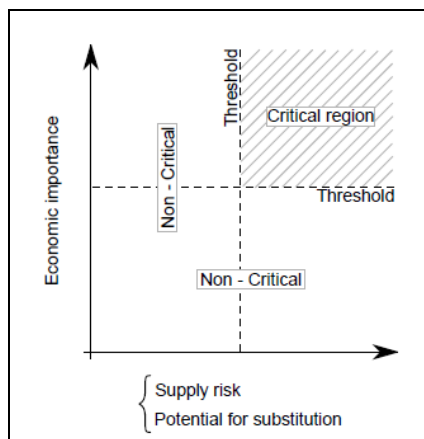 Threshold
Critical region
Non - Critical
Threshold
Economic importance
Non - Critical
Supply risk
Potential for substitution